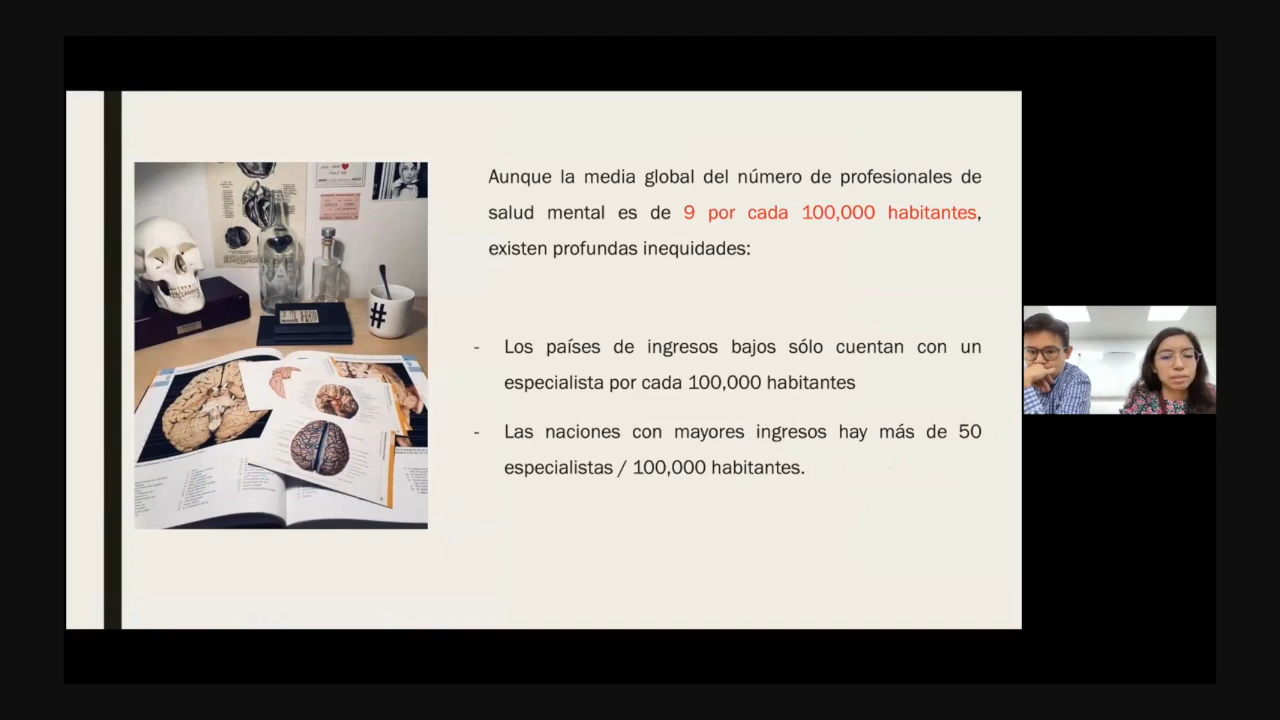 Aunque la media global del número de profesionales de
salud mental es de 9 por cada 100,000 habitantes,
existen profundas inequidades:
- Los países de ingresos bajos sólo cuentan con un
especialista por cada 100,000 habitantes
- Las naciones con mayores ingresos hay más de 50
especialistas / 100,000 habitantes.
#